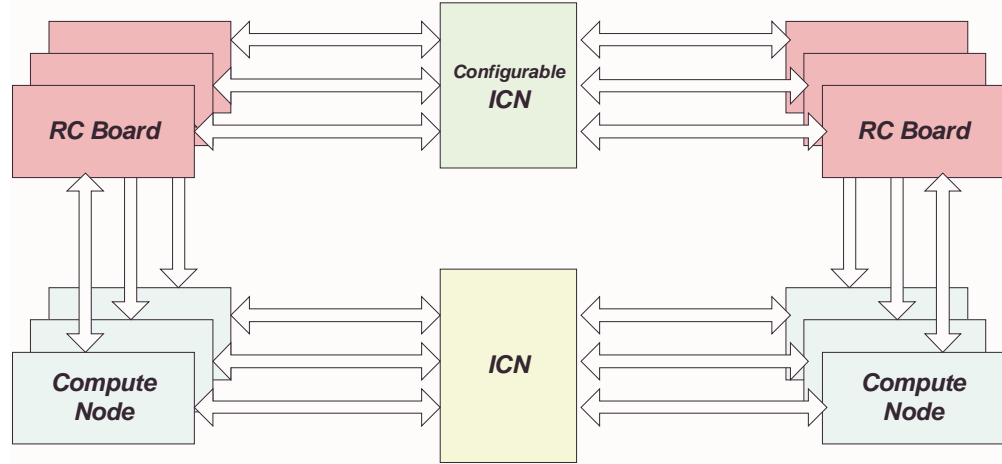 Configurable
ICN
RC Board
RC Board
ICN
Compute
Node
Compute
Node